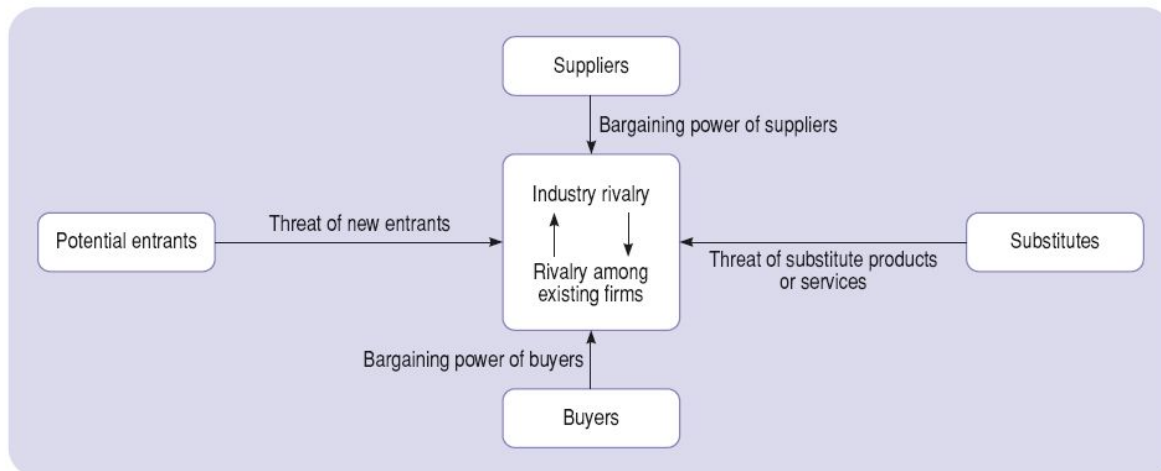 Suppliers
Bargaining power of suppliers
Industry rivalry
Potential entrants
Threat of new entrants
Substitutes
Threat of substitute products
or services
Rivalry among
existing firms
Bargaining power of buyers
Buyers